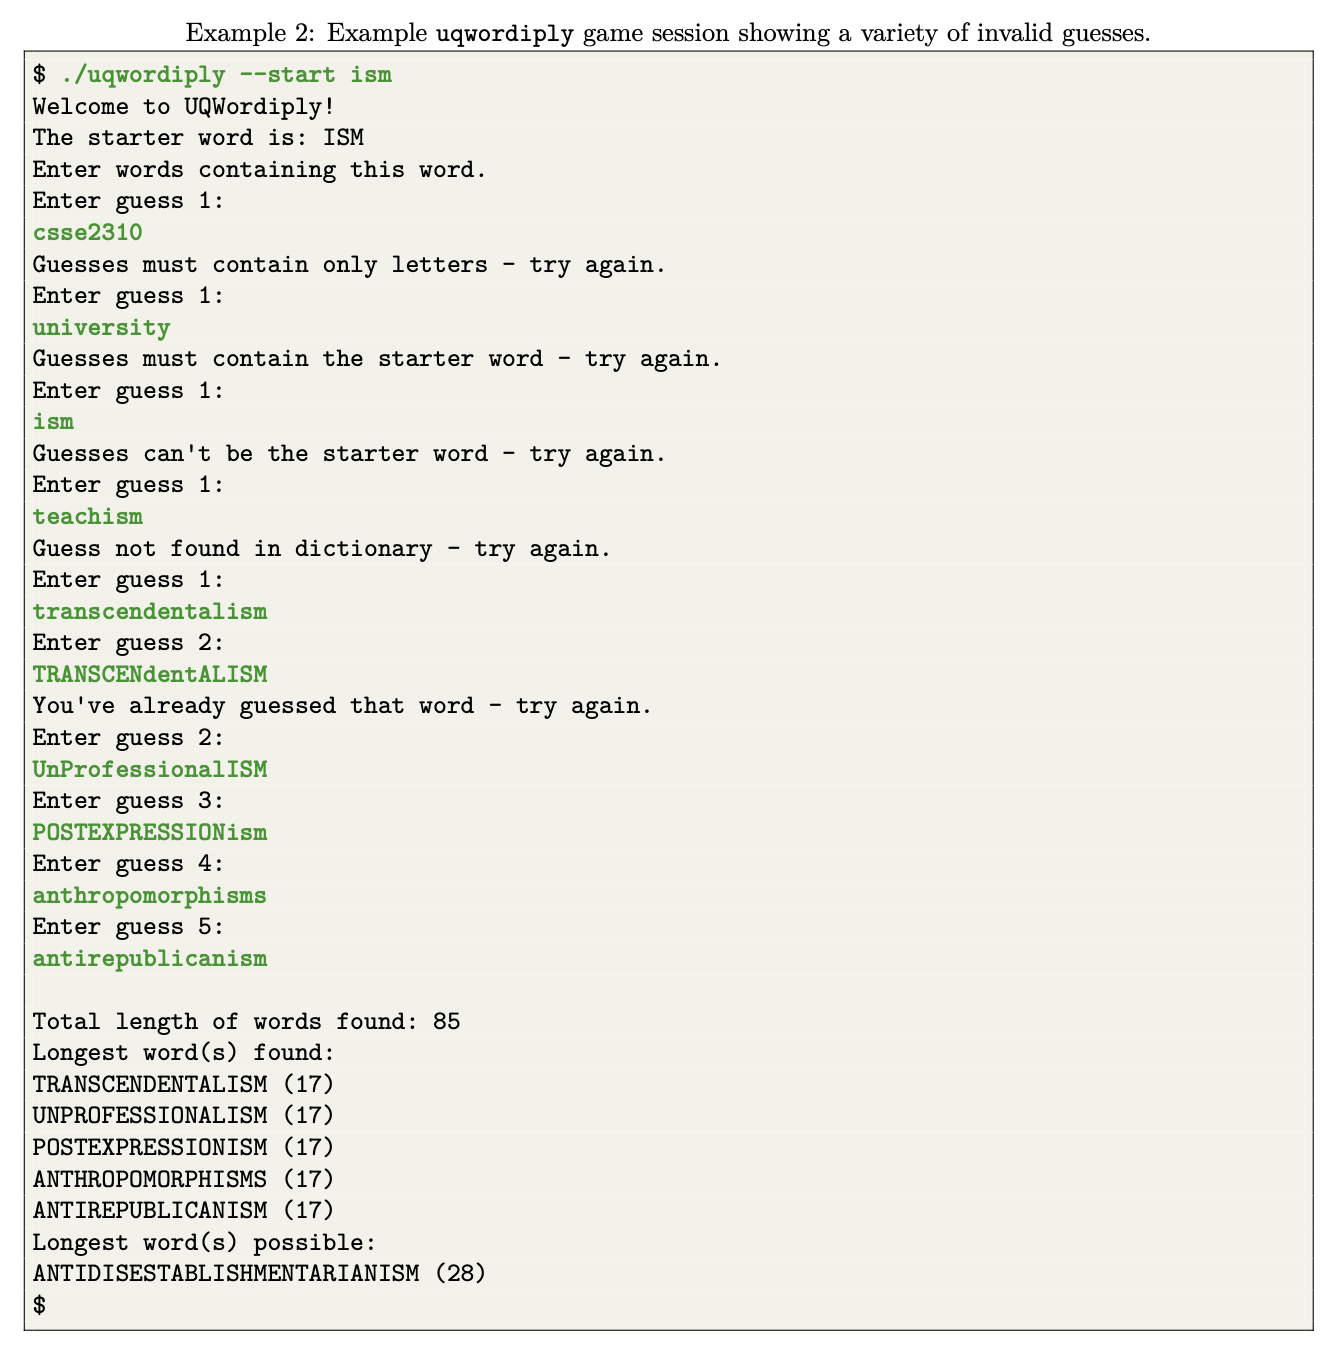 Example 2: Example uqwordiply game session showing a variety of invalid guesses.
$ ./uqwordiply --start ism
Welcome to UQWordiply!
The starter word is: ISM
Enter words containing this word.
Enter guess 1:
csse2310
Guesses must contain only letters - try again.
Enter guess 1:
university
Guesses must contain the starter word - try again.
Enter guess 1:
ism
Guesses can't be the starter word - try again.
Enter guess 1:
teachism
Guess not found in dictionary - try again.
Enter guess 1:
transcendentalism
Enter guess 2:
TRANSCENdentALISM
You've already guessed that word - try again.
Enter guess 2:
UnProfessionalISM
Enter guess 3:
POSTEXPRESSIONism
Enter guess 4:
anthropomorphisms
Enter guess 5:
antirepublicanism
Total length of words found: 85
Longest word(s) found:
TRANSCENDENTALISM (17)
UNPROFESSIONALISM (17)
POSTEXPRESSIONISM (17)
ANTHROPOMORPHISMS (17)
ANTIREPUBLICANISM (17)
Longest word(s) possible:
ANTIDISESTABLISHMENTARIANISM (28)
$